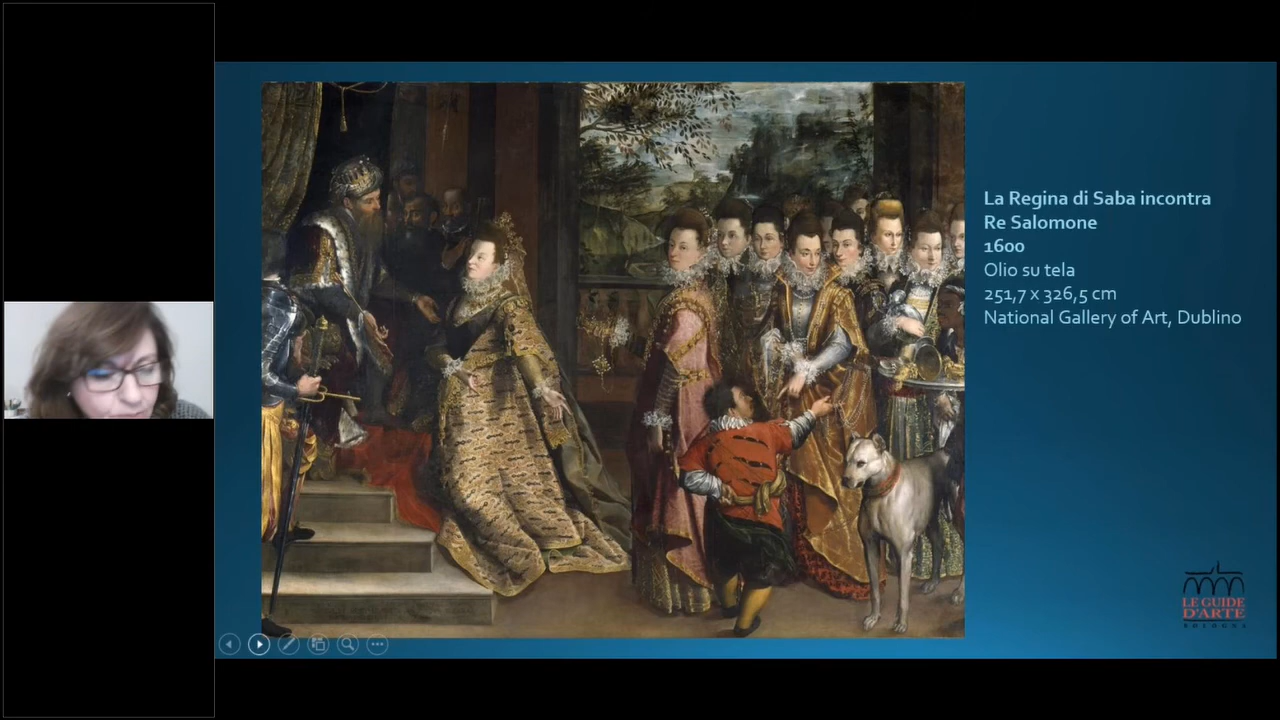 La Regina di Saba incontra
Re Salomone
1600
Olio su tela
251,7 x 326,5 cm
National Gallery of Art, Dublino
LE GUIDE
D'ARTE
BOLOGNA